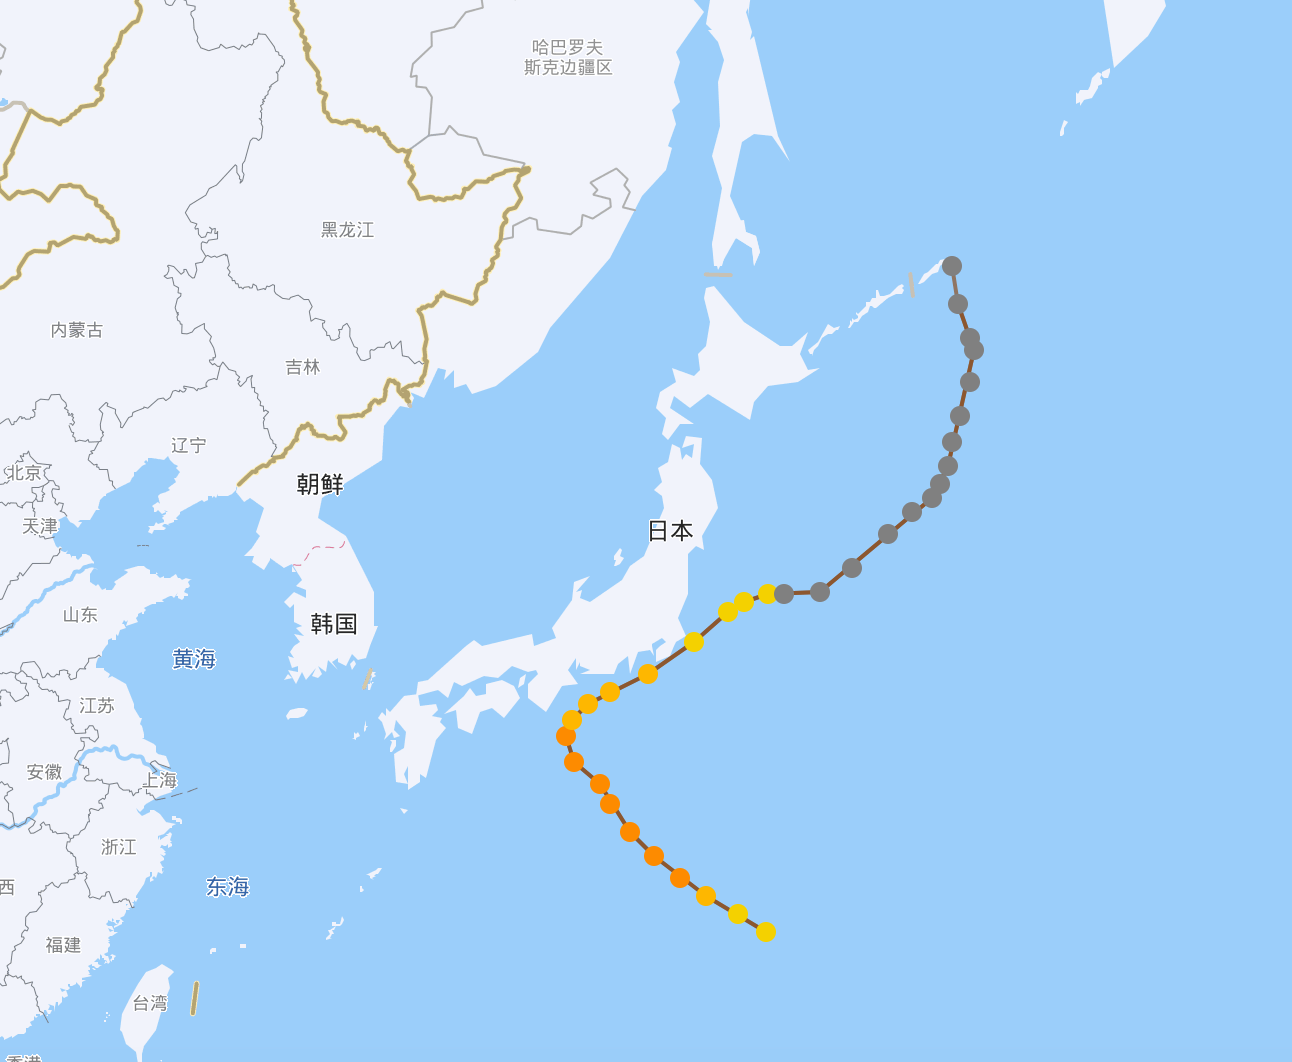 哈巴罗夫
斯克边疆区
黑龙江
内蒙古
吉林
辽宁
北京
朝鲜
天津
日本
山东
韩国
黄海
江苏
安徽
上海
浙江
西
东海
福建
台湾
香港